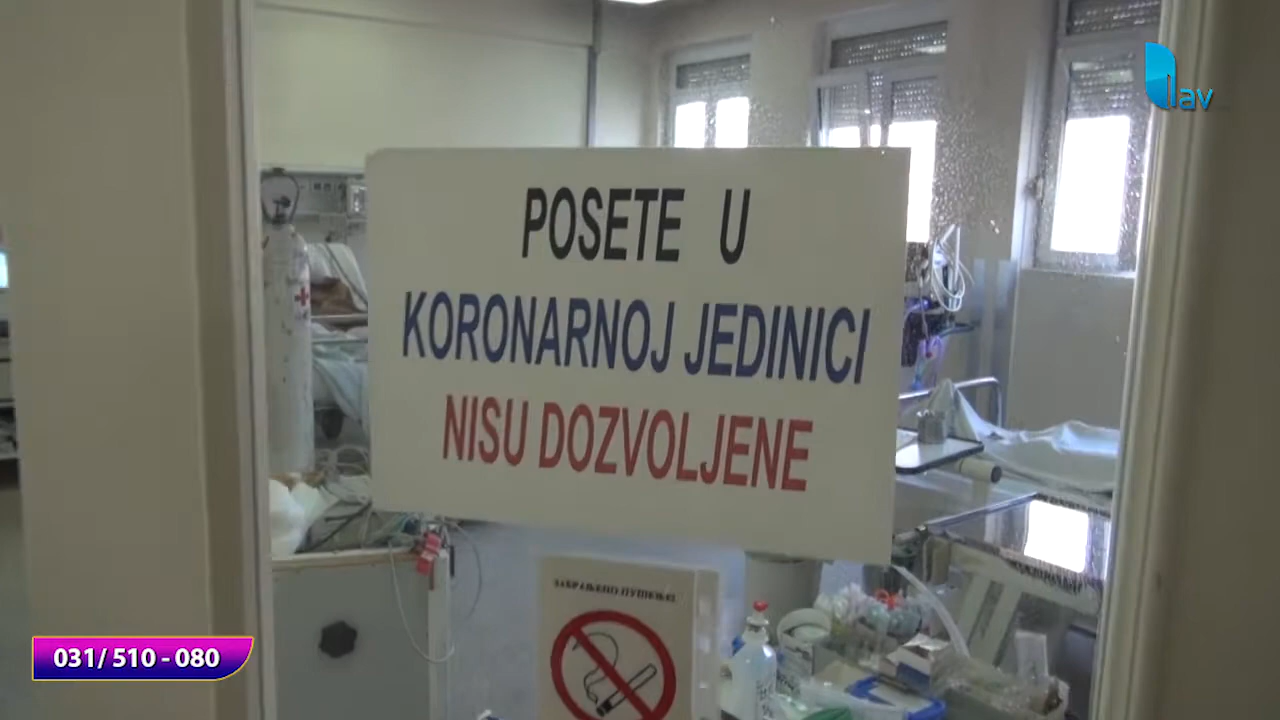 lav
POSETE U
KORONARNOJ JEDINICI
NISU DOZVOLJENE
031/ 510 - 080